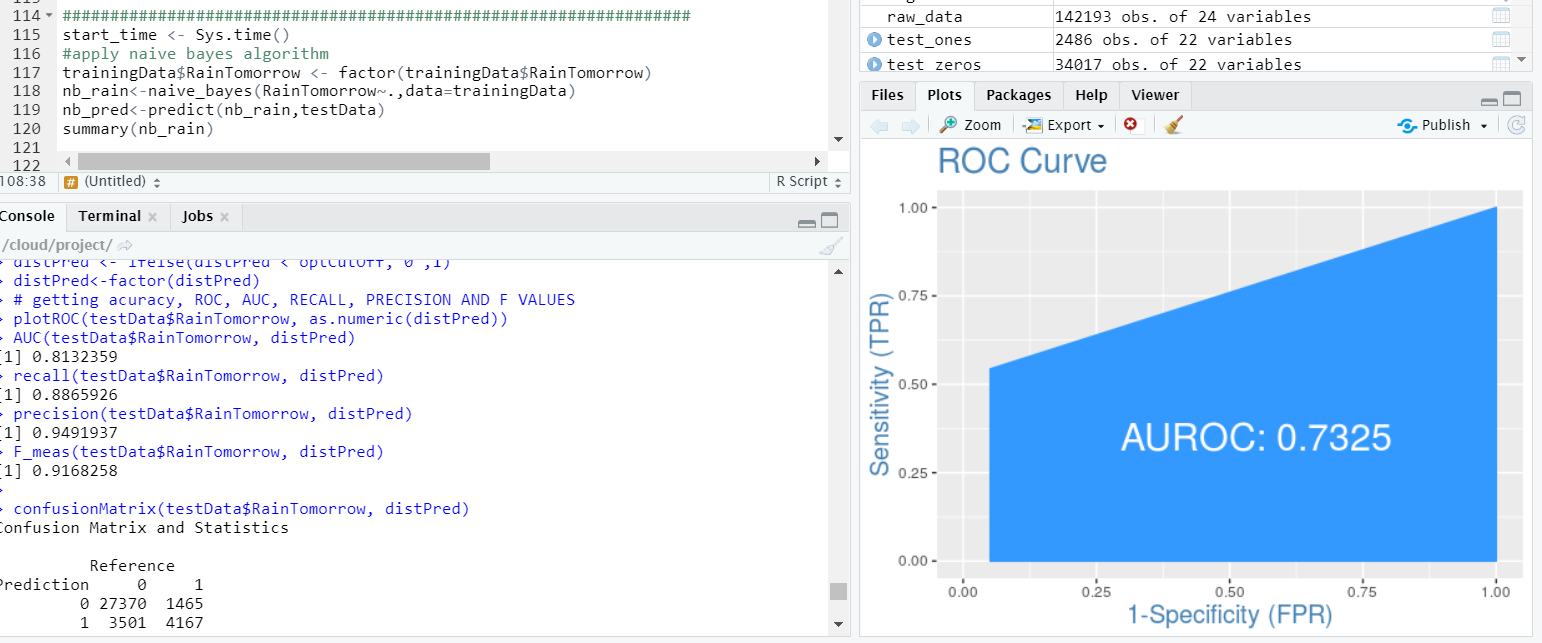 114 ##################################################################
115 start_time <- Sys.time()
116 #apply naive bayes algorithm
117 trainingData$RainTomorrow <- factor(trainingData$RainTomorrow)
118 nb_rain<-naive_bayes(RainTomorrow~.,data=trainingData)
119 nb_pred<-predict(nb_rain,testData)
120 summary(nb_rain)
121
122
108:38 # (Untitled) R Script
Console Terminal Jobs
/cloud/project/
> distPred <- ifelse(distPred < optCutOff, 0 ,1)
> distPred<-factor(distPred)
> # getting acuracy, ROC, AUC, RECALL, PRECISION AND F VALUES
> plotROC(testData$RainTomorrow, as.numeric(distPred))
> AUC(testData$RainTomorrow, distPred)
[1] 0.8132359
> recall(testData$RainTomorrow, distPred)
[1] 0.8865926
> precision(testData$RainTomorrow, distPred)
[1] 0.9491937
> F_meas(testData$RainTomorrow, distPred)
[1] 0.9168258
>
> confusionMatrix(testData$RainTomorrow, distPred)
Confusion Matrix and Statistics
Reference
Prediction 0 1
0 27370 1465
1 3501 4167
raw_data 142193 obs. of 24 variables
test_ones 2486 obs. of 22 variables
test_zeros 34017 obs. of 22 variables
Files Plots Packages Help Viewer
Zoom Export Publish
ROC Curve
1.00
0.75
0.50
0.25
0.00
Sensitivity (TPR)
AUROC: 0.7325
0.00 0.25 0.50 0.75 1.00
1-Specificity (FPR)